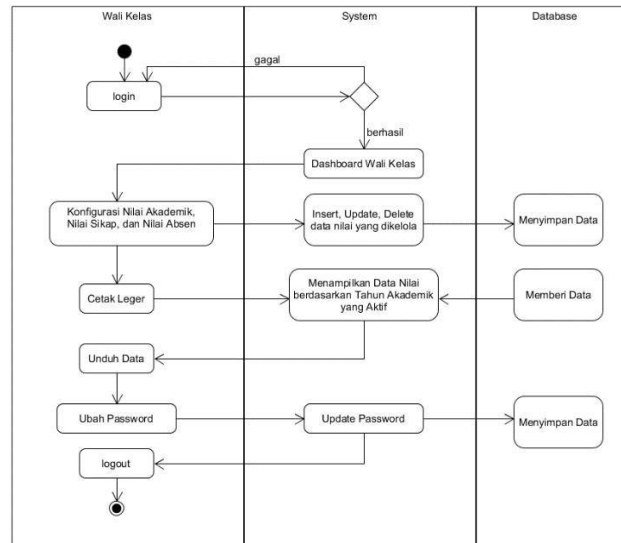 Wali Kelas
System
Database
gagal
login
berhasil
Dashboard Wali Kelas
Konfigurasi Nilai Akademik,
Nilai Sikap, dan Nilai Absen
Insert, Update, Delete
data nilai yang dikelola
Menyimpan Data
Cetak Leger
Menampilkan Data Nilai
berdasarkan Tahun Akademik
yang Aktif
Memberi Data
Unduh Data
Ubah Password
Update Password
Menyimpan Data
logout